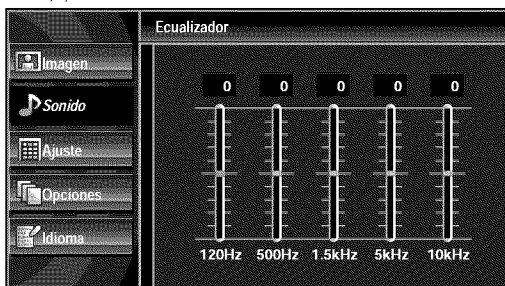 Ecualizador
Imagen
Sonido
Ajuste
Opciones
Idioma
0 0 0 0 0
120Hz 500Hz 1.5kHz 5kHz 10kHz